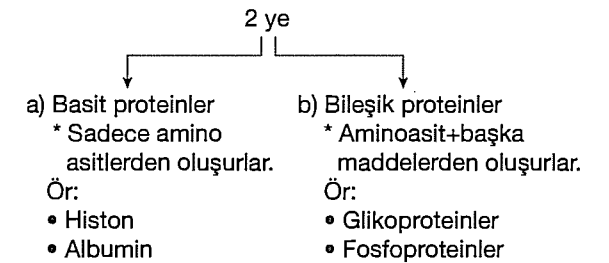 2 ye
a) Basit proteinler
* Sadece amino
asitlerden oluşurlar.
Ör:
• Histon
• Albumin
b) Bileşik proteinler
* Aminoasit+başka
maddelerden oluşurlar.
Ör:
• Glikoproteinler
• Fosfoproteinler